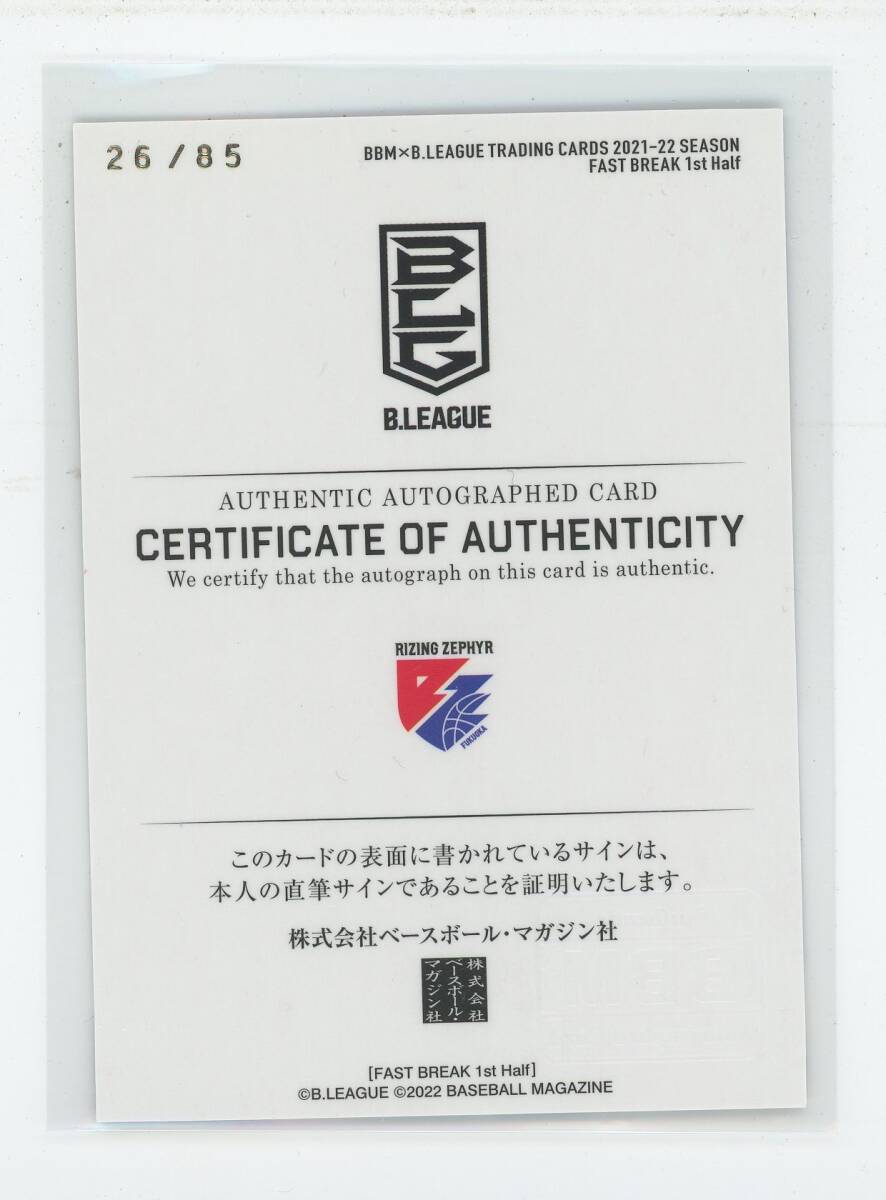 26/85
BBM×B.LEAGUE TRADING CARDS 2021-22 SEASON
FAST BREAK 1st Half
BLG
B.LEAGUE
AUTHENTIC AUTOGRAPHED CARD
CERTIFICATE OF AUTHENTICITY
We certify that the autograph on this card is authentic.
RIZING ZEPHYR
RZ
FUKUOKA
このカードの表面に書かれているサインは、
本人の直筆サインであることを証明いたします。
株式会社ベースボール・マガジン社
株式会社
ベースボール・
マガジン社
[FAST BREAK 1st Half]
©B.LEAGUE ©2022 BASEBALL MAGAZINE